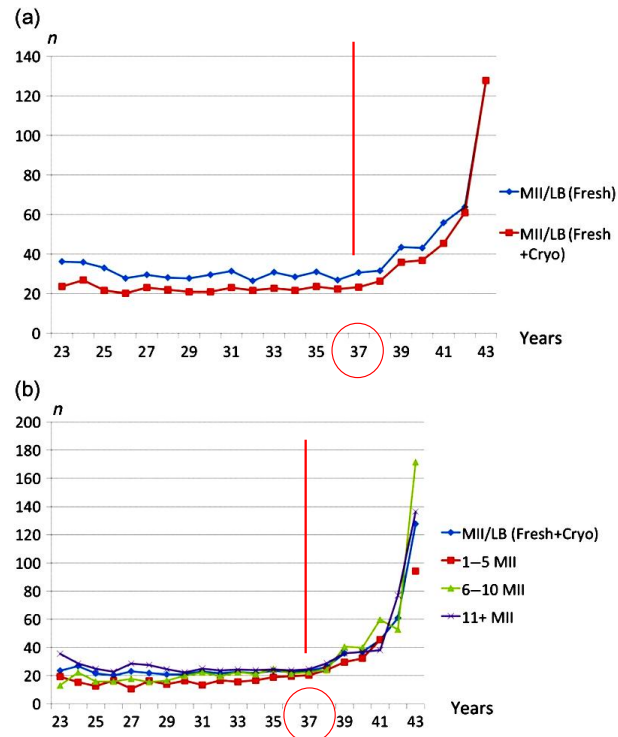 (a)
n
140
120
100
80
60
40
20
0
23 25 27 29 31 33 35 37 39 41 43
Years
MII/LB (Fresh)
MII/LB (Fresh
+Cryo)
(b)
n
200
180
160
140
120
100
80
60
40
20
0
23 25 27 29 31 33 35 37 39 41 43
Years
MII/LB (Fresh+Cryo)
1–5 MII
6–10 MII
11+ MII